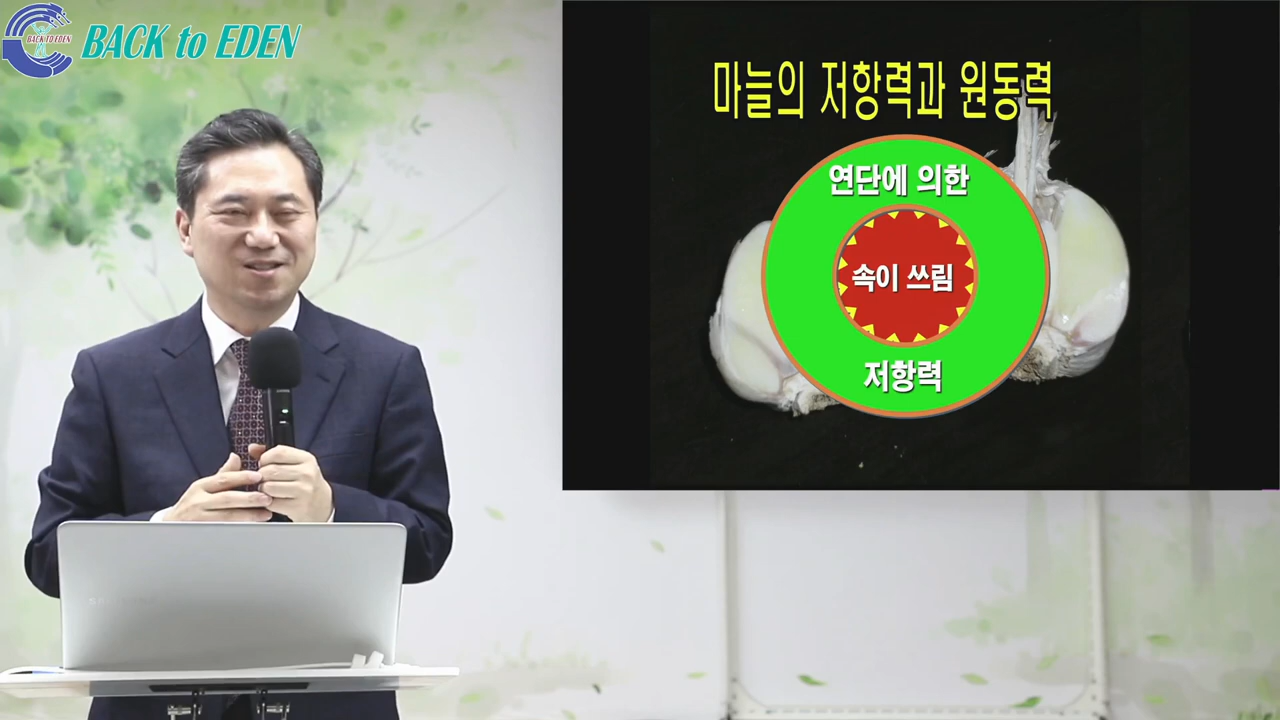 BACK TO EDEN
BACK to EDEN
마늘의 저항력과 원동력
연단에 의한
속이 쓰림
저항력